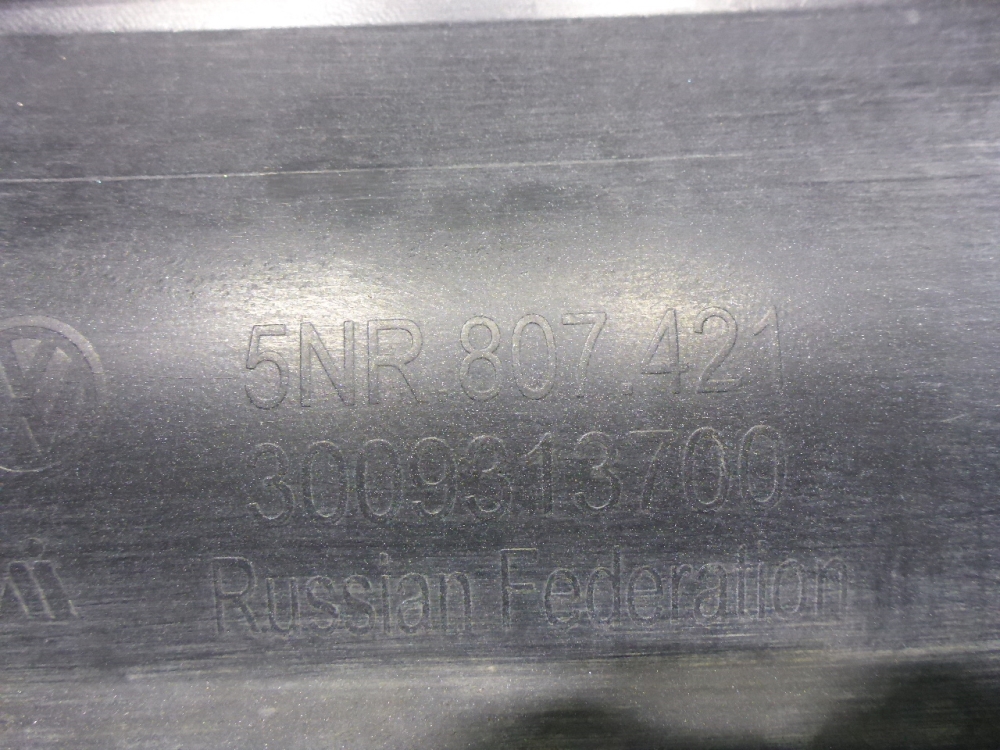 5NR.807.421
3009313700
Russian Federation